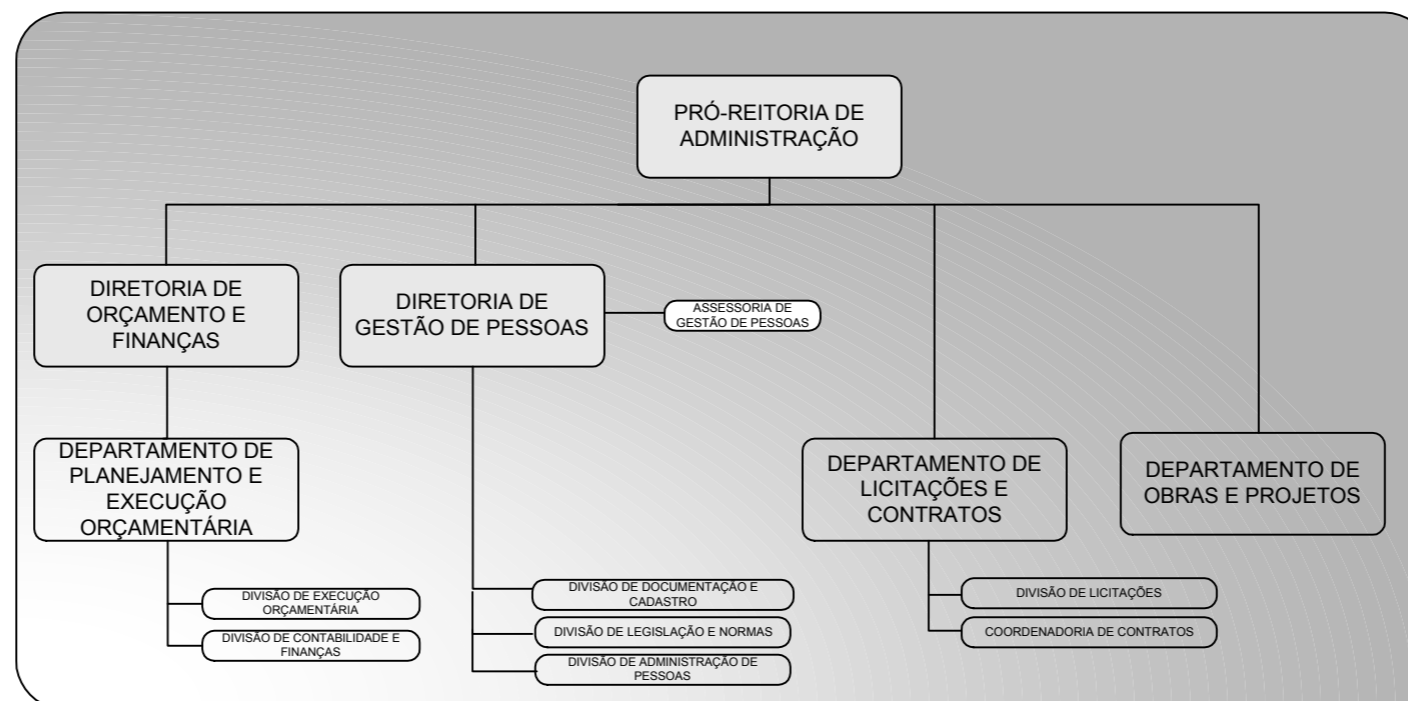 PRÓ-REITORIA DE
ADMINISTRAÇÃO
DIRETORIA DE
ORÇAMENTO E
FINANÇAS
DIRETORIA DE
GESTÃO DE PESSOAS
ASSESSORIA DE
GESTÃO DE PESSOAS
DEPARTAMENTO DE
PLANEJAMENTO E
EXECUÇÃO
ORÇAMENTÁRIA
DEPARTAMENTO DE
LICITAÇÕES E
CONTRATOS
DEPARTAMENTO DE
OBRAS E PROJETOS
DIVISÃO DE EXECUÇÃO
ORÇAMENTÁRIA
DIVISÃO DE CONTABILIDADE E
FINANÇAS
DIVISÃO DE DOCUMENTAÇÃO E
CADASTRO
DIVISÃO DE LEGISLAÇÃO E NORMAS
DIVISÃO DE ADMINISTRAÇÃO DE
PESSOAS
DIVISÃO DE LICITAÇÕES
COORDENADORIA DE CONTRATOS